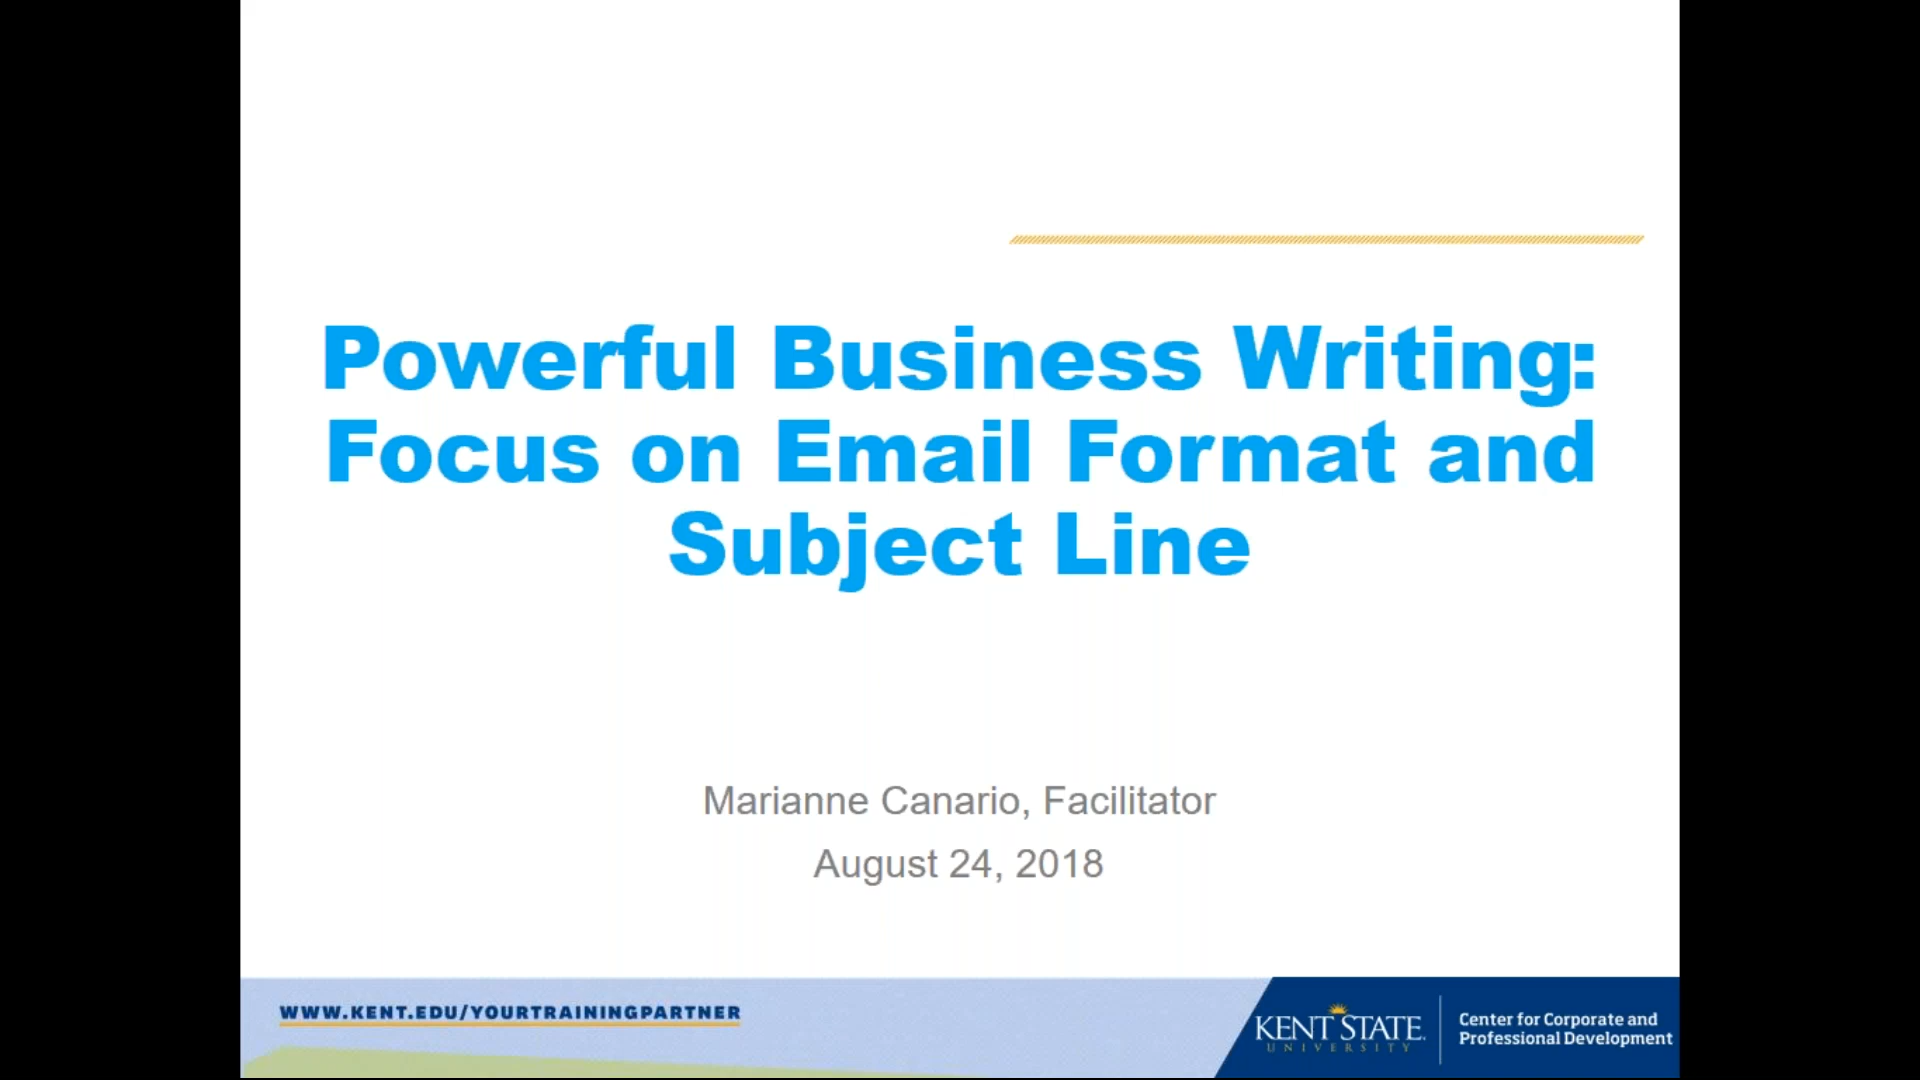 Powerful Business Writing:
Focus on Email Format and
Subject Line
Marianne Canario, Facilitator
August 24, 2018
WWW.KENT.EDU/YOURTRAININGPARTNER
KENT STATE
UNIVERSITY
Center for Corporate and
Professional Development